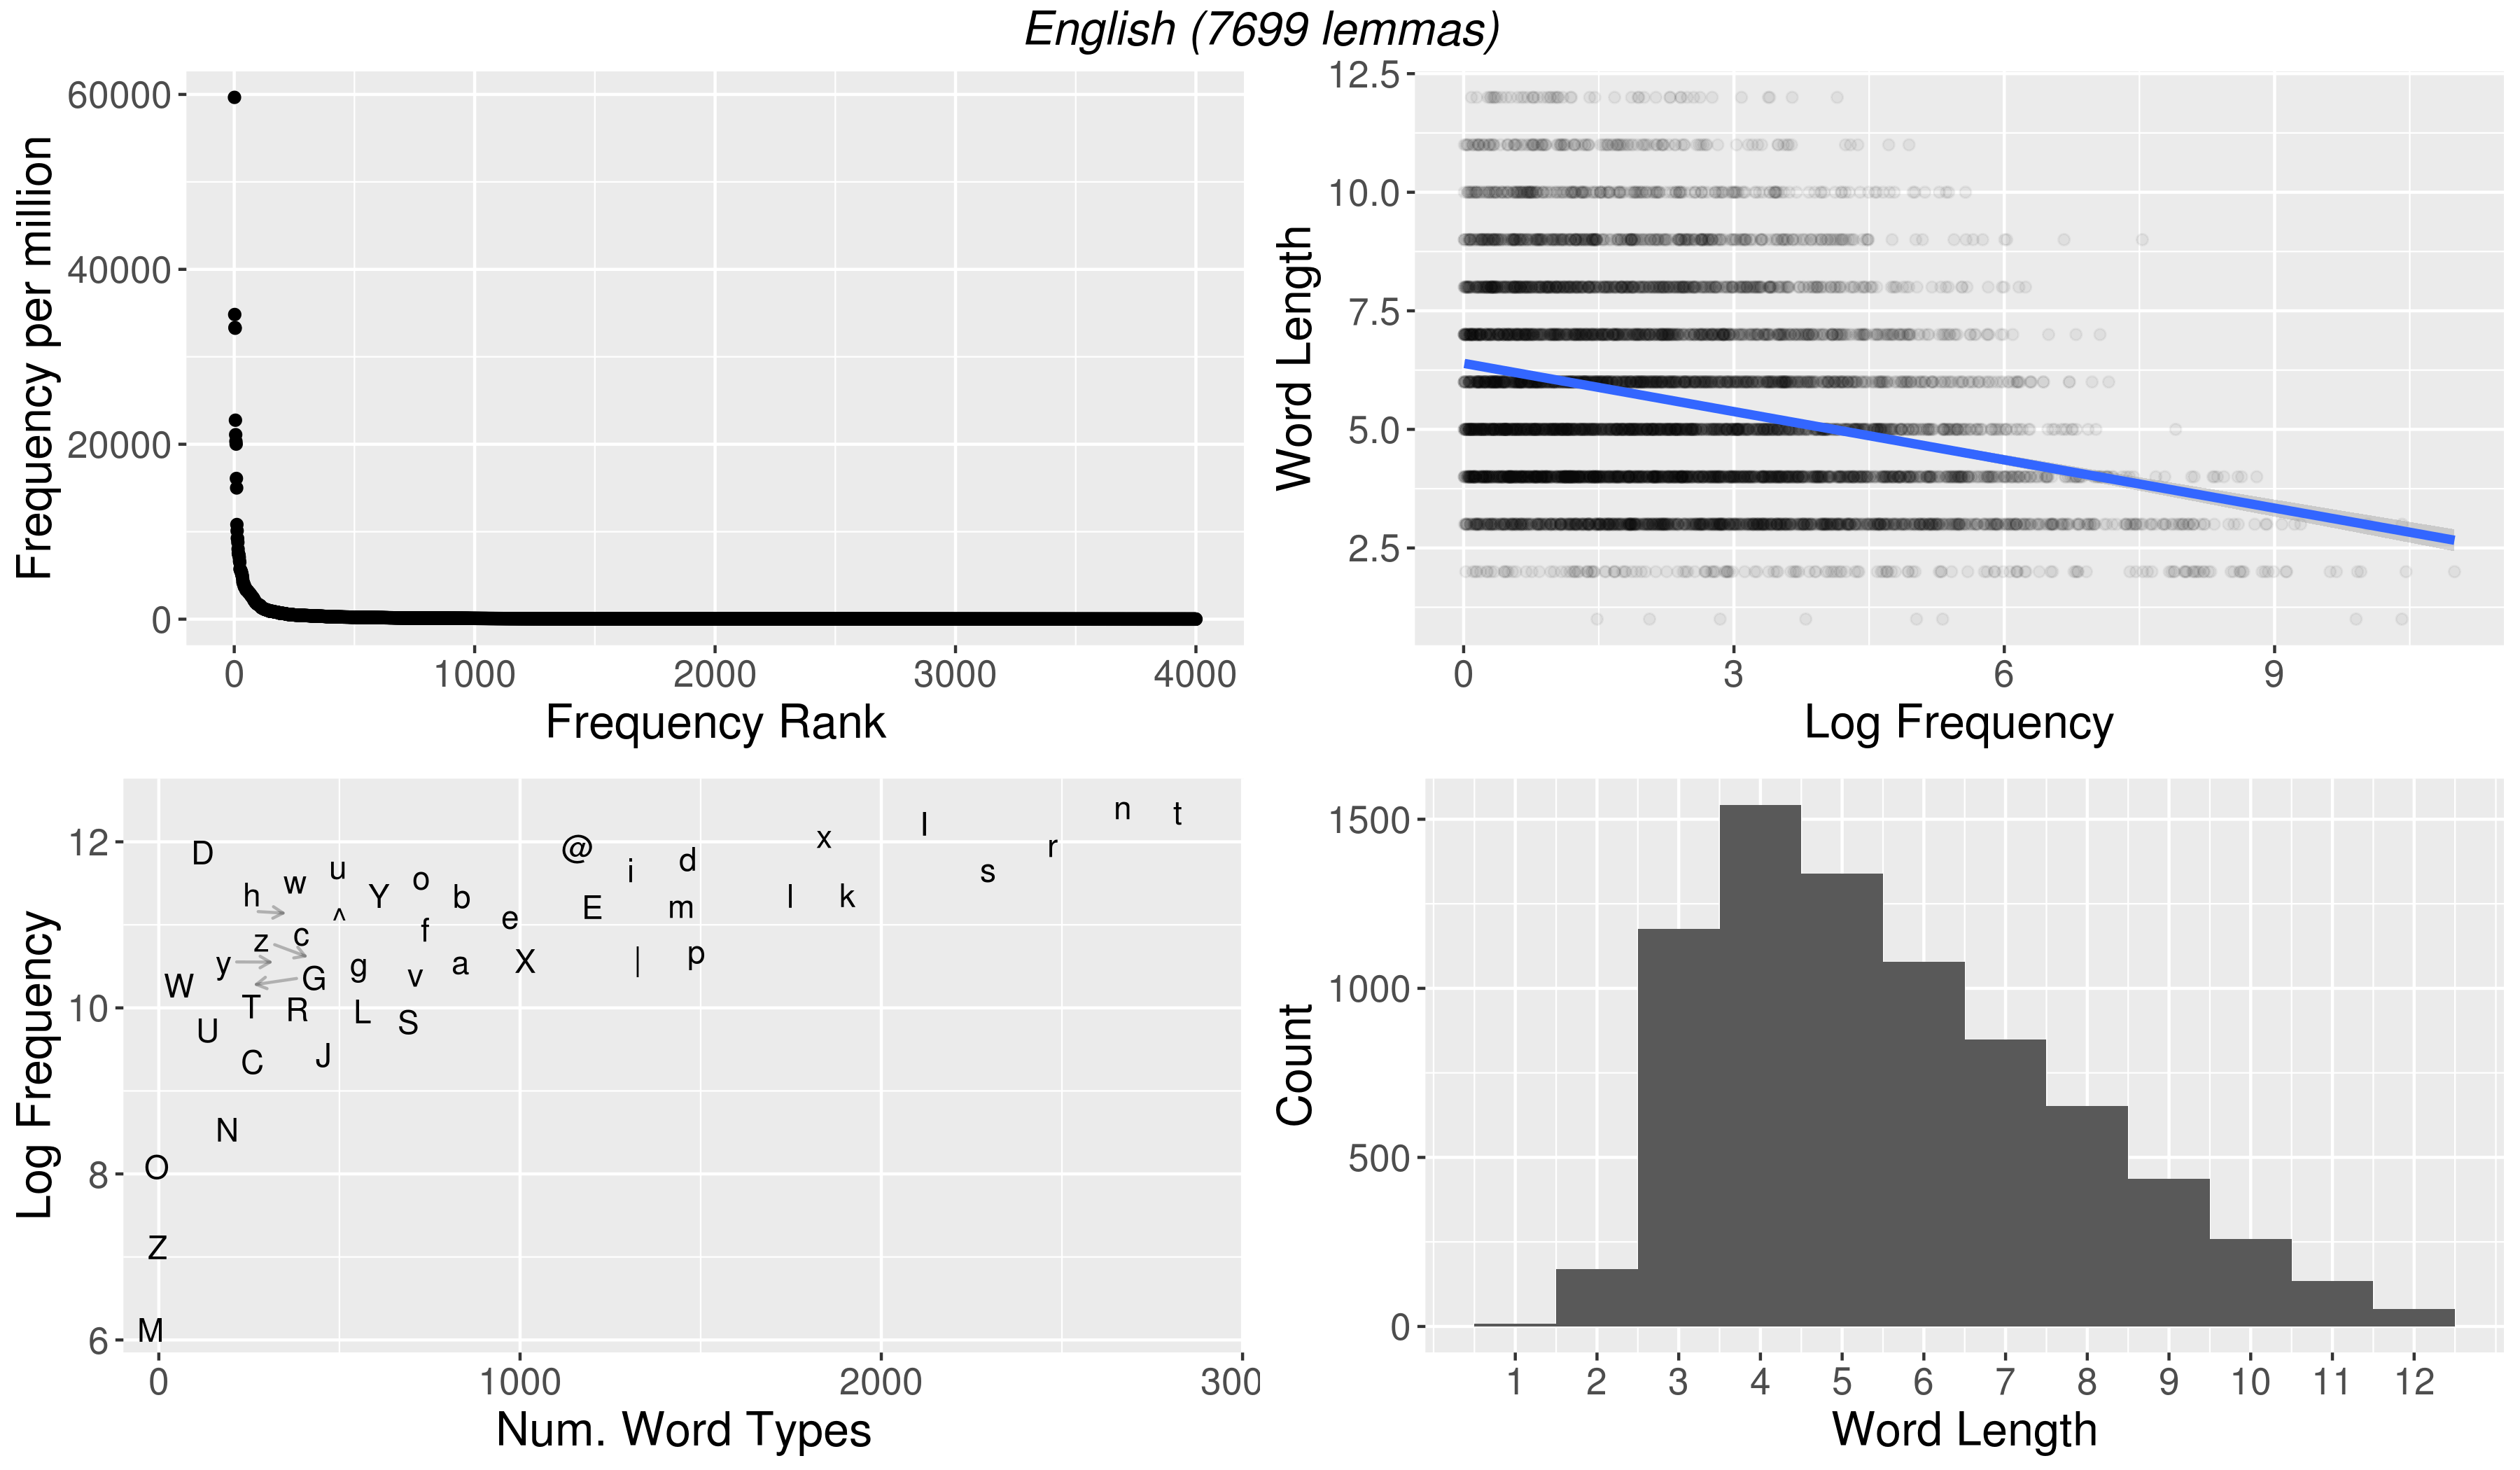 English (7699 lemmas)
Frequency per million
60000
40000
20000
0
0 1000 2000 3000 4000
Frequency Rank
Word Length
12.5
10.0
7.5
5.0
2.5
0 3 6 9
Log Frequency
Log Frequency
12
10
8
6
n t
I
x r
D @ d
u i s
w o
h Y b E m l k
^ e
z c f
y g a X | p
W G v
T R L S
U
C J
N
O
Z
M
0 1000 2000 300
Num. Word Types
Count
1500
1000
500
0
1 2 3 4 5 6 7 8 9 10 11 12
Word Length